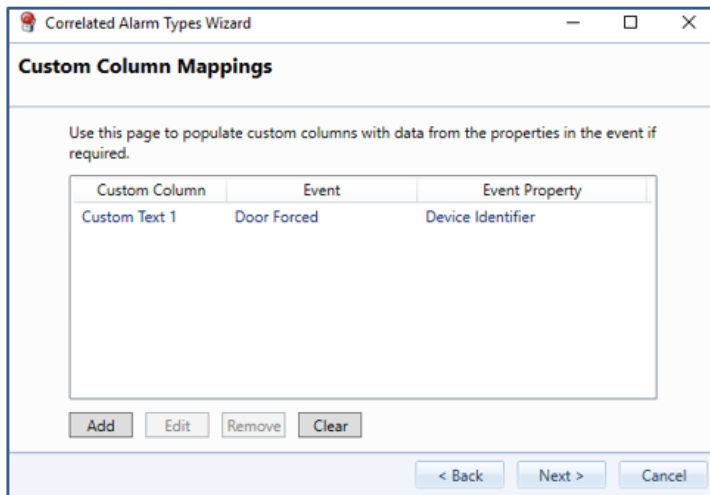 Correlated Alarm Types Wizard
Custom Column Mappings
Use this page to populate custom columns with data from the properties in the event if
required.
Custom Column Event Event Property
Custom Text 1 Door Forced Device Identifier
Add Edit Remove Clear
< Back Next > Cancel